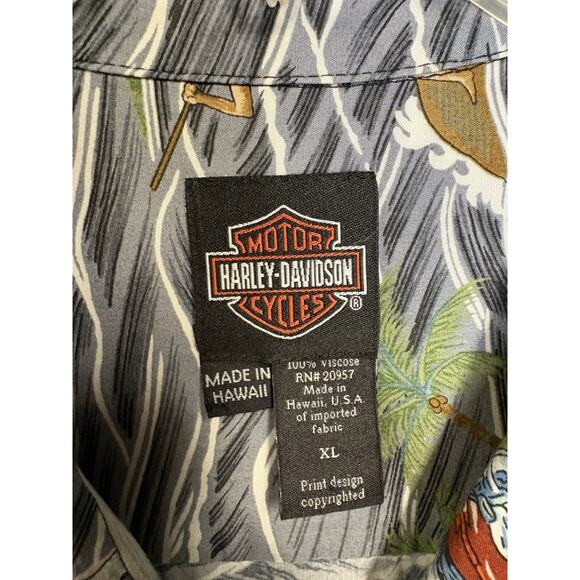 MOTOR
HARLEY-DAVIDSON
CYCLES
®
MADE IN
HAWAII
100% Viscose
RN# 20957
Made in
Hawaii, U.S.A.
of imported
fabric
XL
Print design
copyrighted